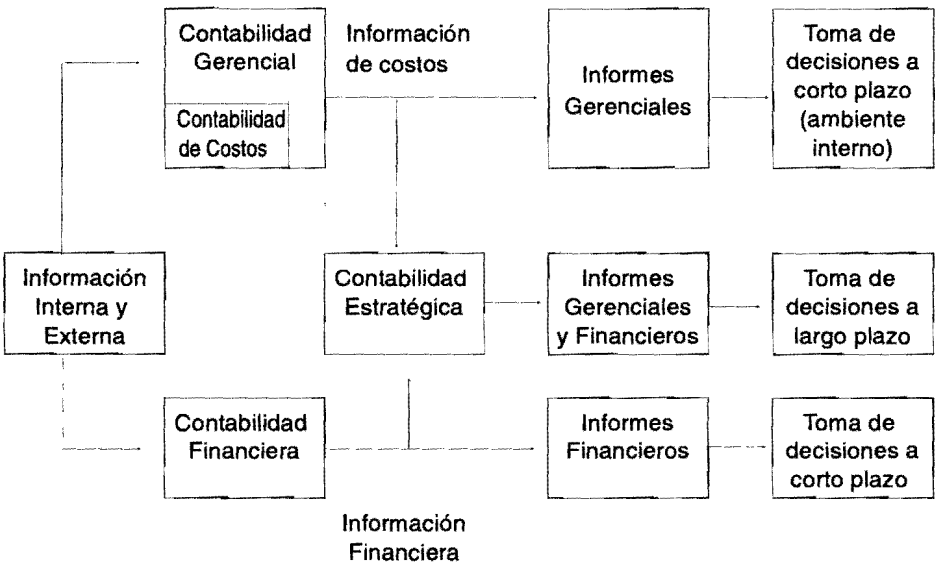 Contabilidad
Gerencial
Contabilidad
de Costos
Información
de costos
Informes
Gerenciales
Toma de
decisiones a
corto plazo
(ambiente
interno)
Información
Interna y
Externa
Contabilidad
Estratégica
Informes
Gerenciales
y Financieros
Toma de
decisiones a
largo plazo
Contabilidad
Financiera
Informes
Financieros
Toma de
decisiones a
corto plazo
Información
Financiera